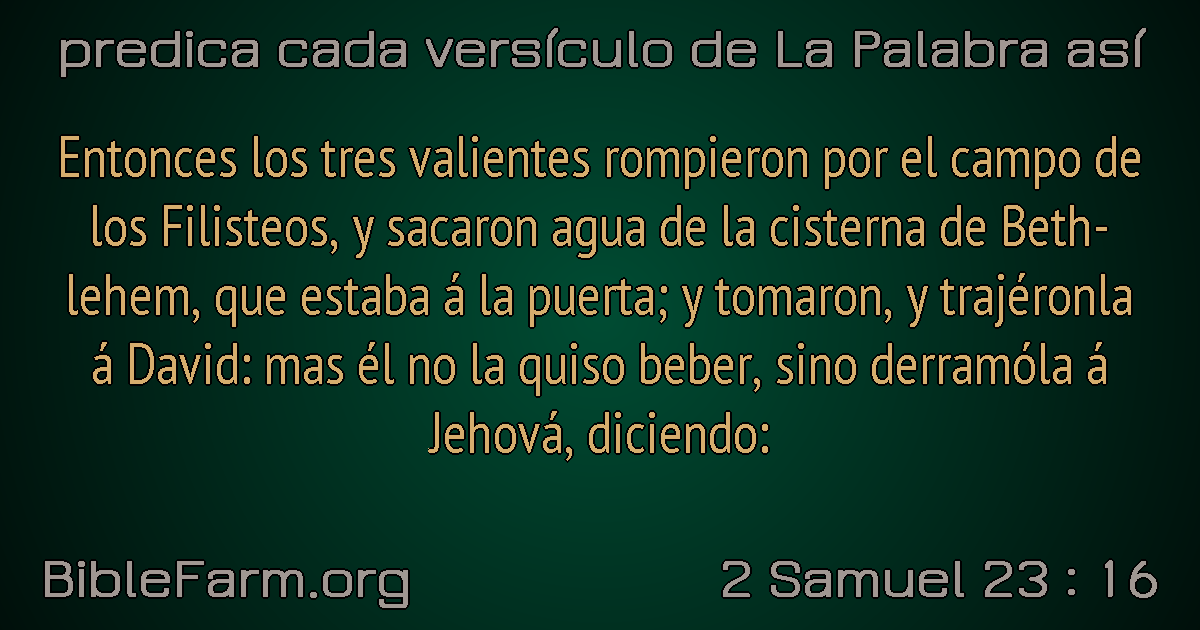 predica cada versículo de La Palabra así
Entonces los tres valientes rompieron por el campo de
los Filisteos, y sacaron agua de la cisterna de Beth-
lehem, que estaba á la puerta; y tomaron, y trajéronla
á David: mas él no la quiso beber, sino derramóla á
Jehová, diciendo:
BibleFarm.org
2 Samuel 23 : 16